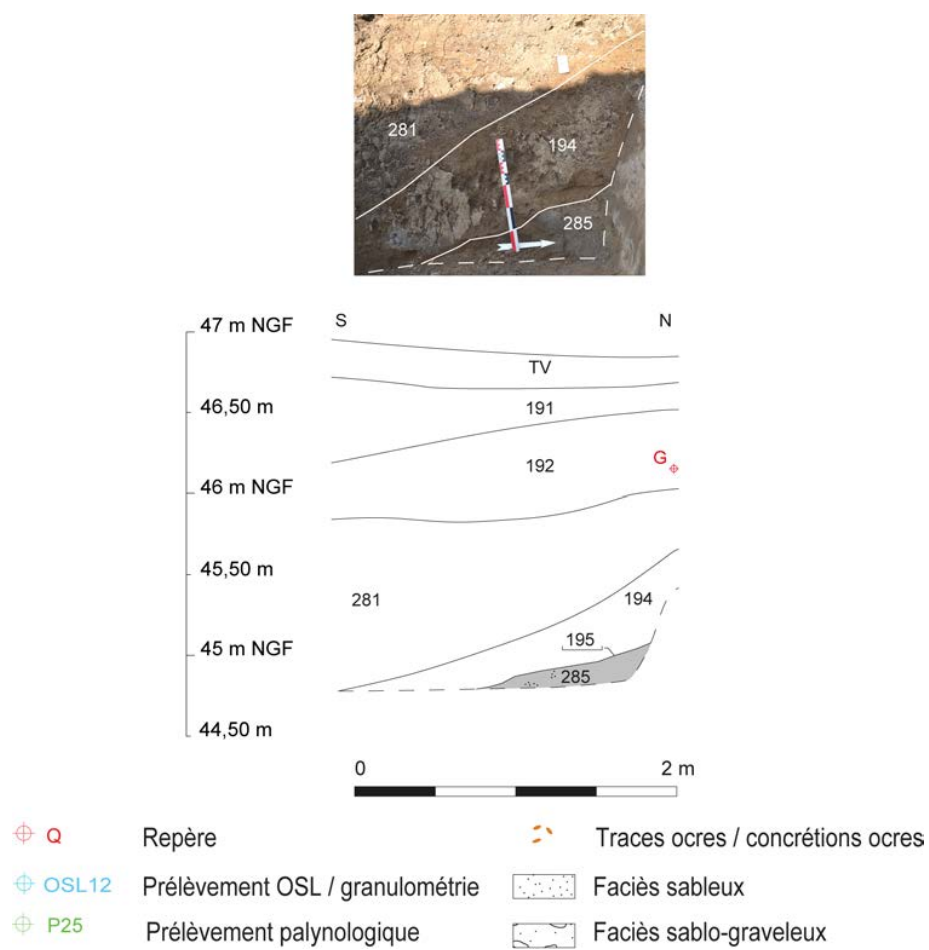 281
194
285
47 m NGF
S
N
TV
46,50 m
191
192
G
46 m NGF
45,50 m
281
194
45 m NGF
195
285
44,50 m
0
2 m
Q
Repère
Traces ocres / concrétions ocres
OSL12
Prélèvement OSL / granulométrie
Faciès sableux
P25
Prélèvement palynologique
Faciès sablo-graveleux